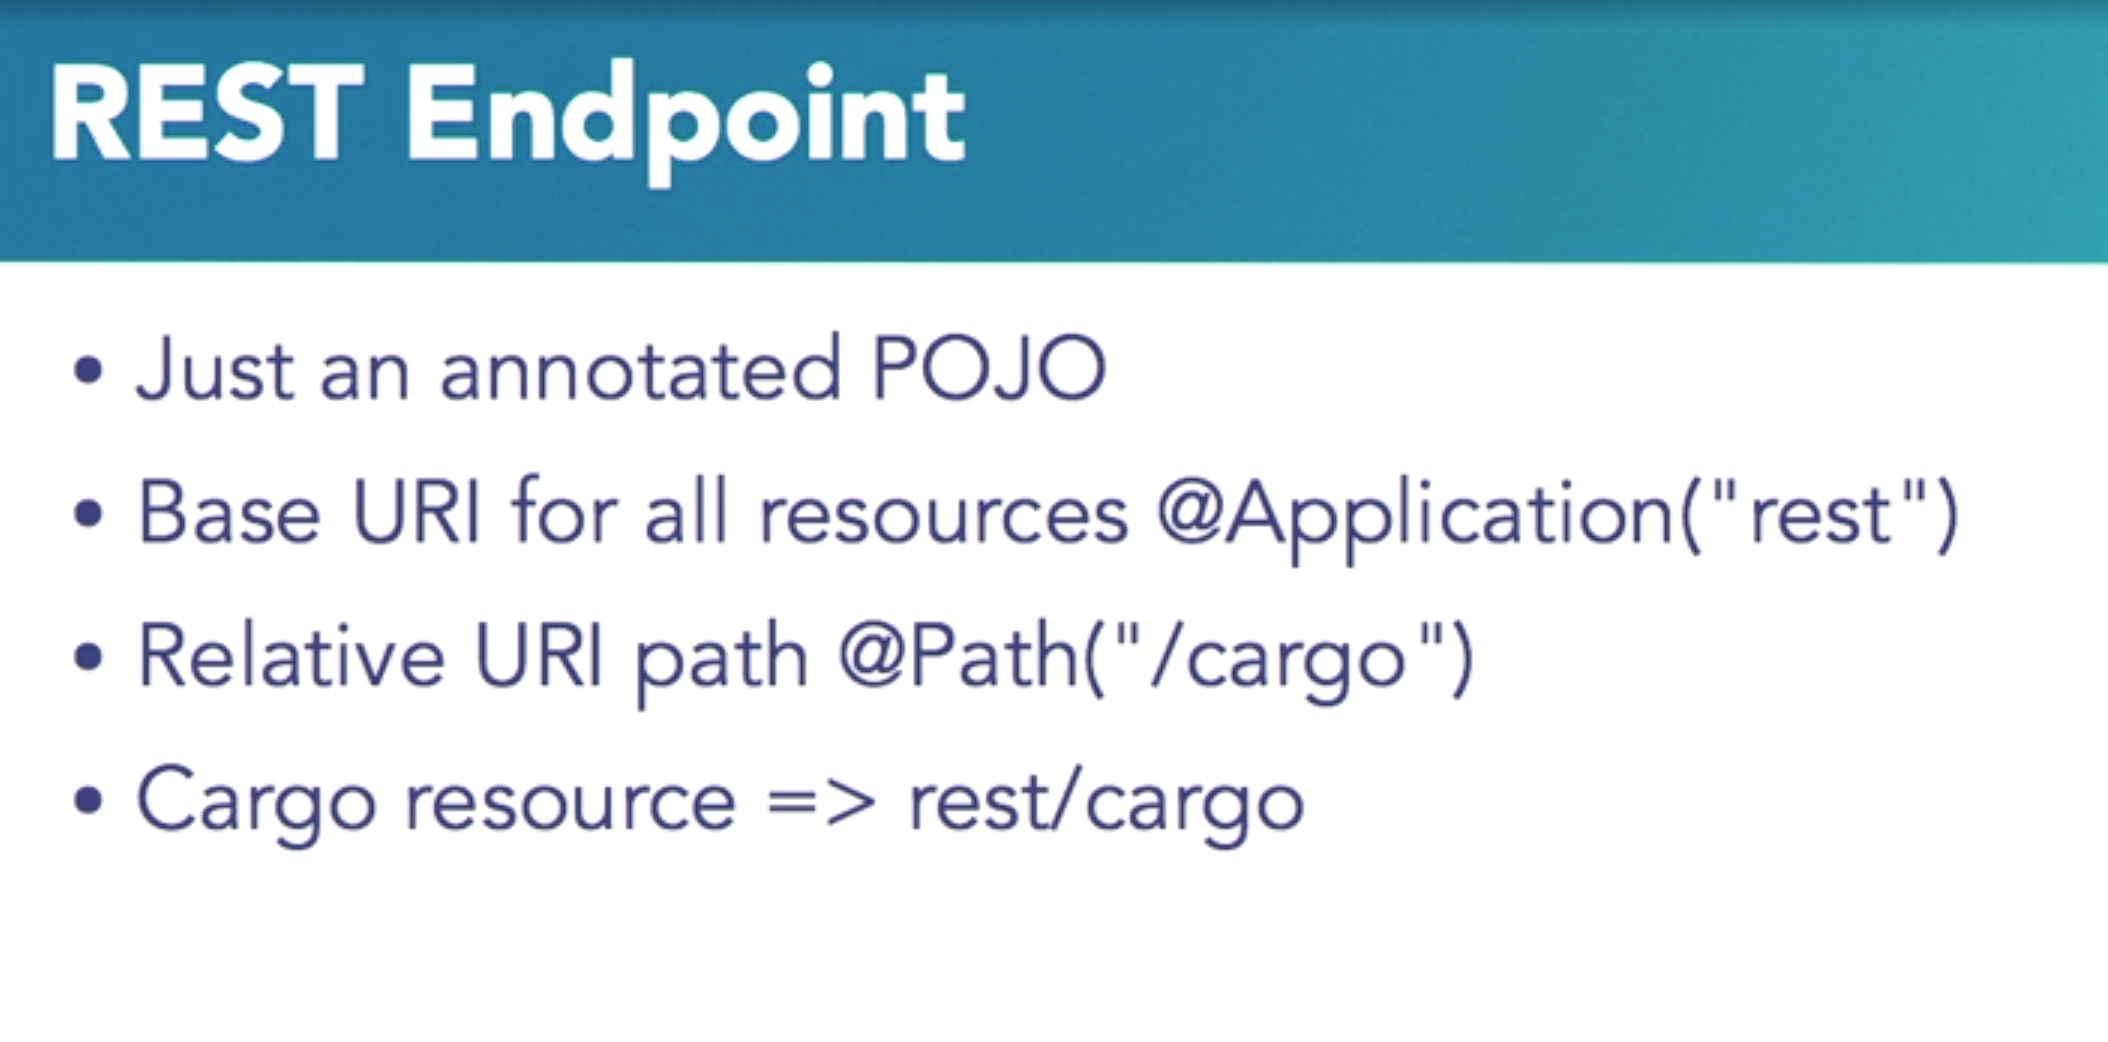 REST Endpoint
• Just an annotated POJO
• Base URI for all resources @Application("rest")
• Relative URI path @Path("/cargo")
• Cargo resource => rest/cargo